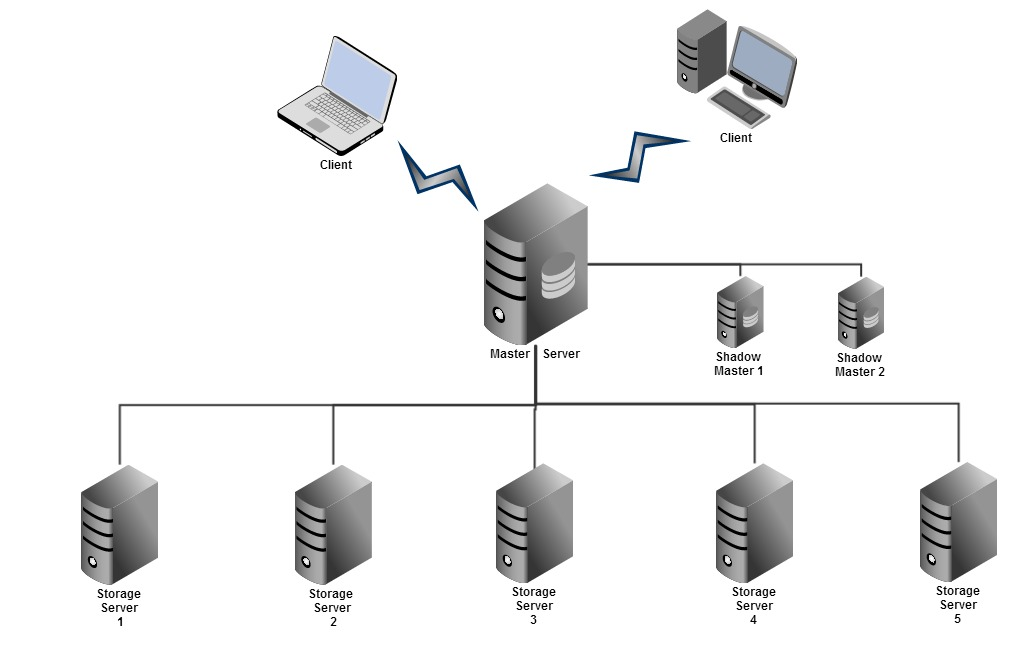 Client
Client
Master Server
Shadow
Master 1
Shadow
Master 2
Storage
Server
1
Storage
Server
2
Storage
Server
3
Storage
Server
4
Storage
Server
5